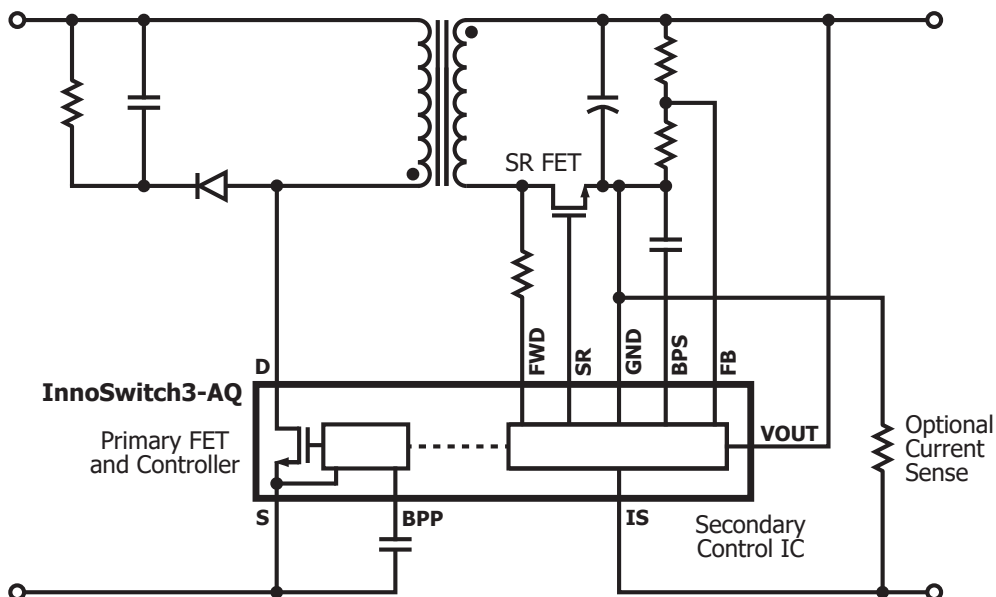 SR FET
FWD
SR
GND
BPS
FB
D
InnoSwitch3-AQ
Primary FET
and Controller
VOUT
Optional
Current
Sense
S
BPP
IS
Secondary
Control IC